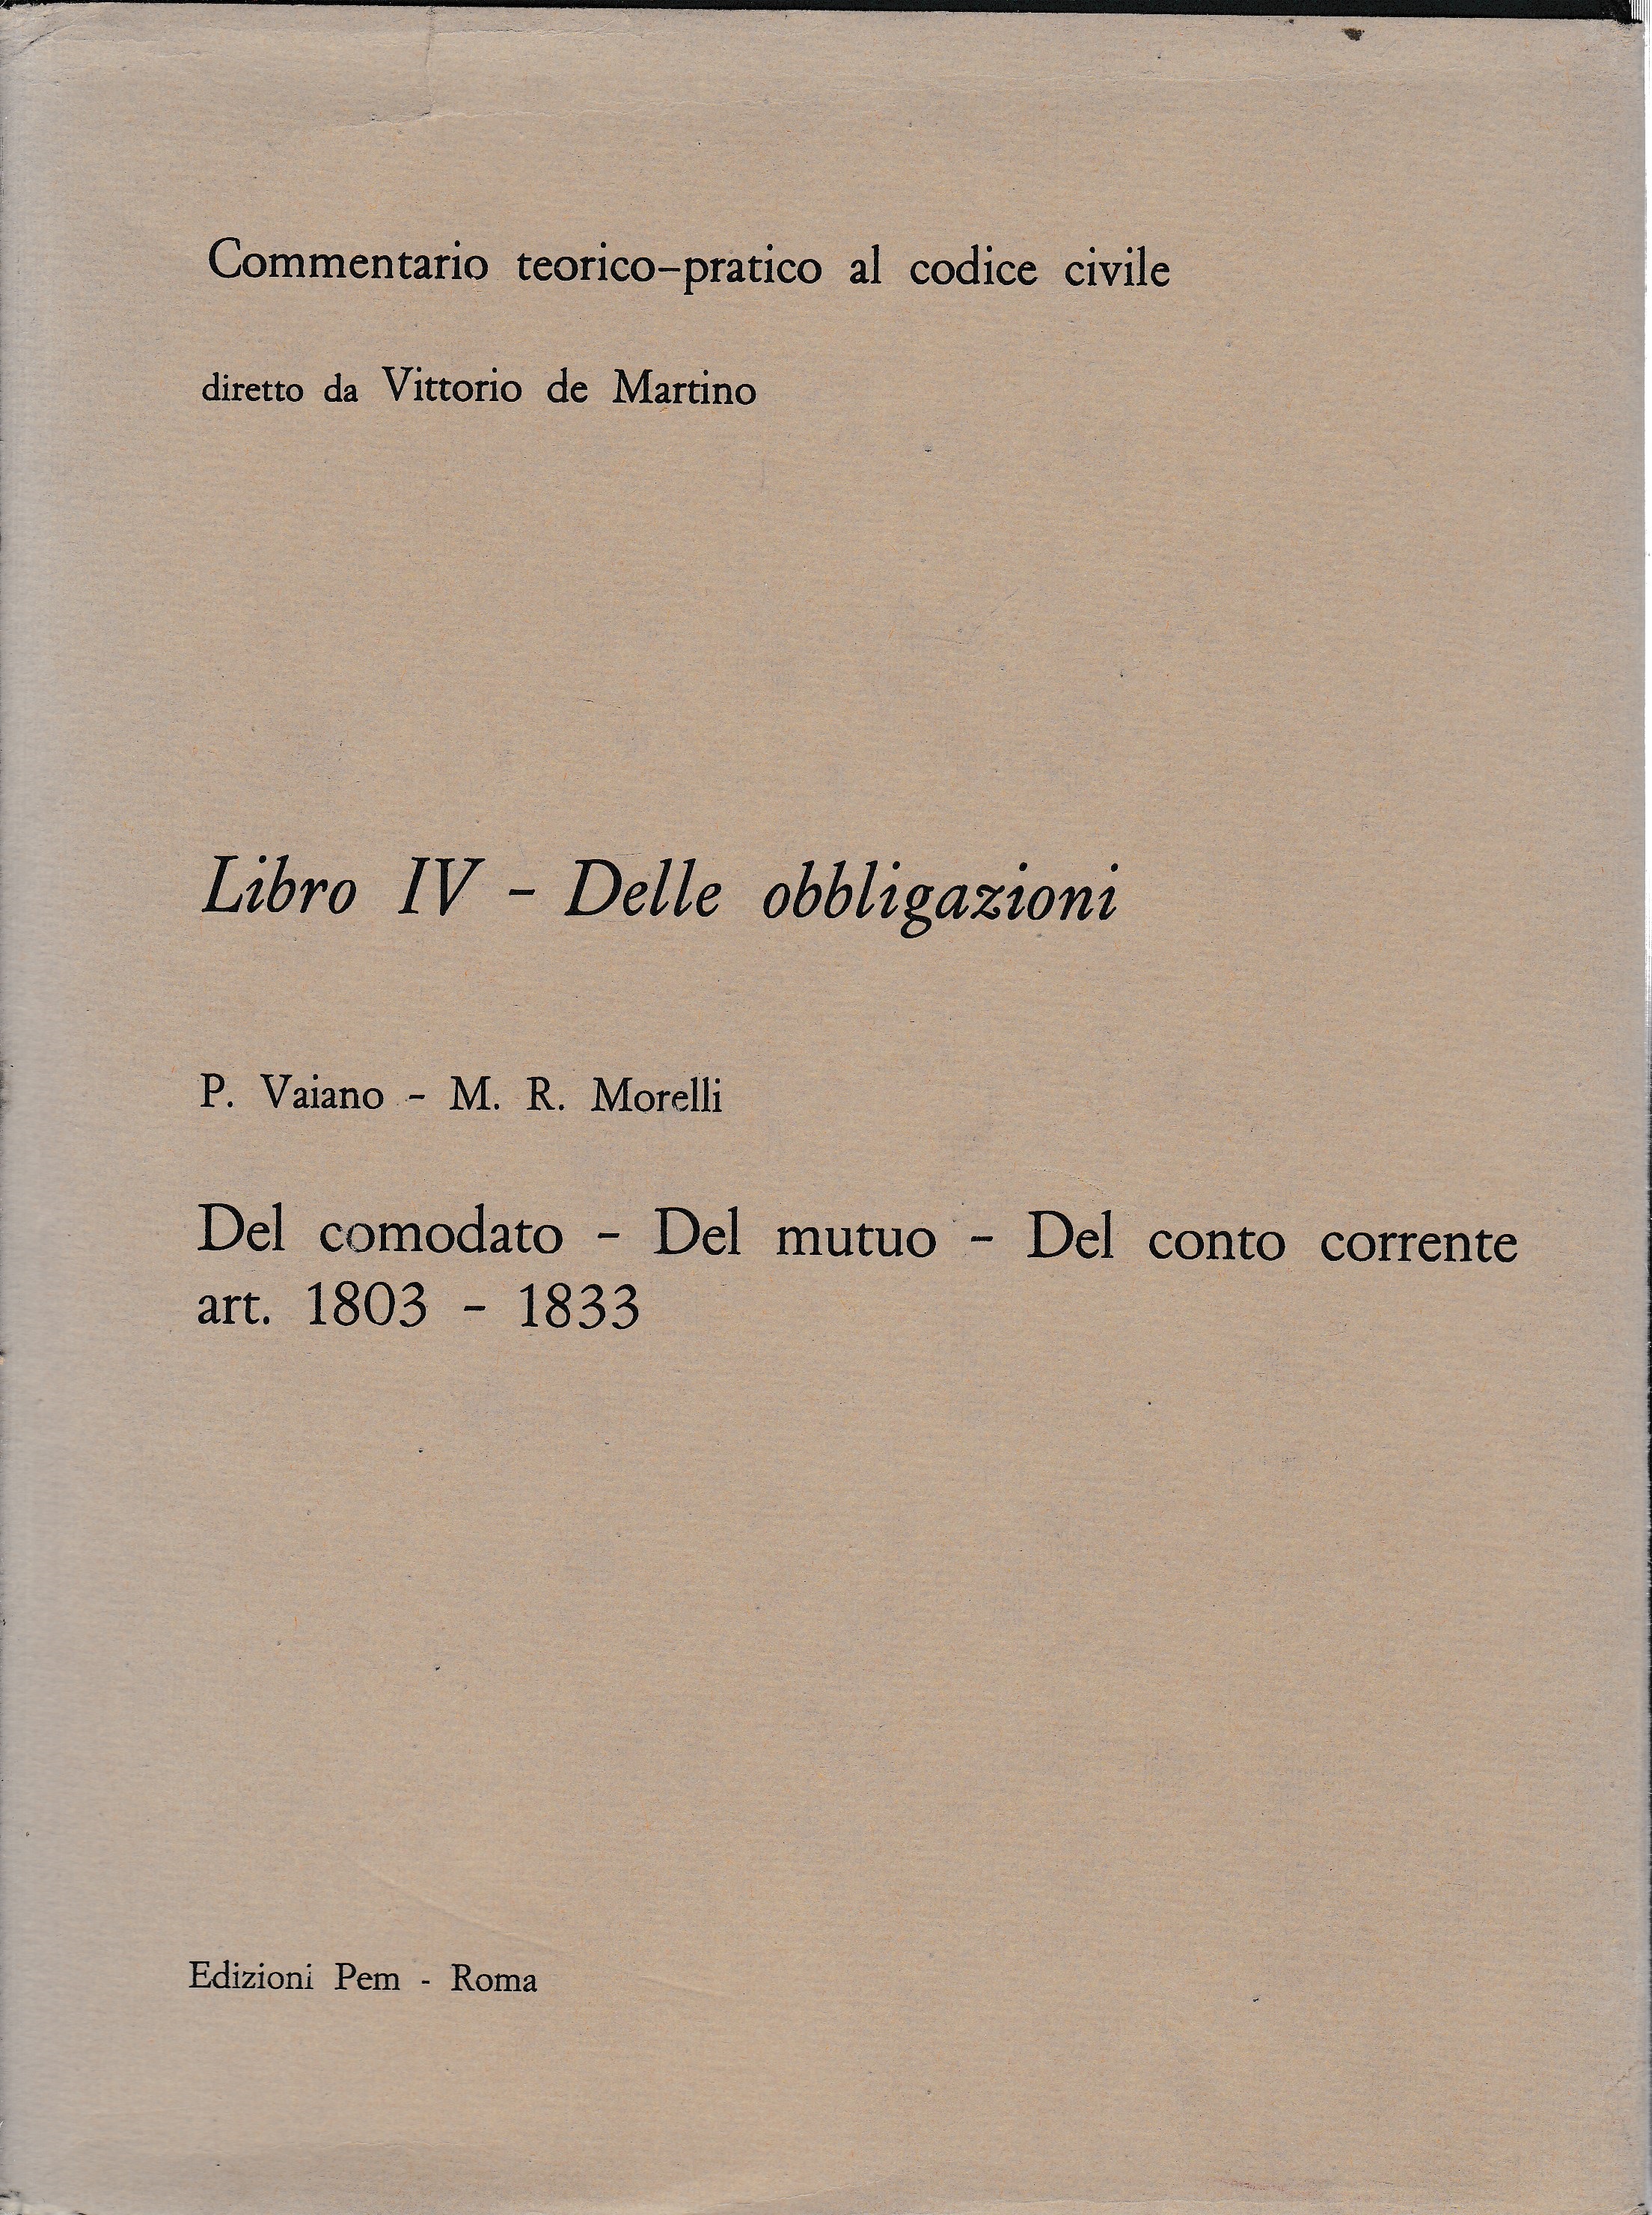 Commentario teorico-pratico al codice civile
diretto da Vittorio de Martino
Libro IV - Delle obbligazioni
P. Vaiano - M. R. Morelli
Del comodato - Del mutuo - Del conto corrente
art. 1803 - 1833
Edizioni Pem - Roma